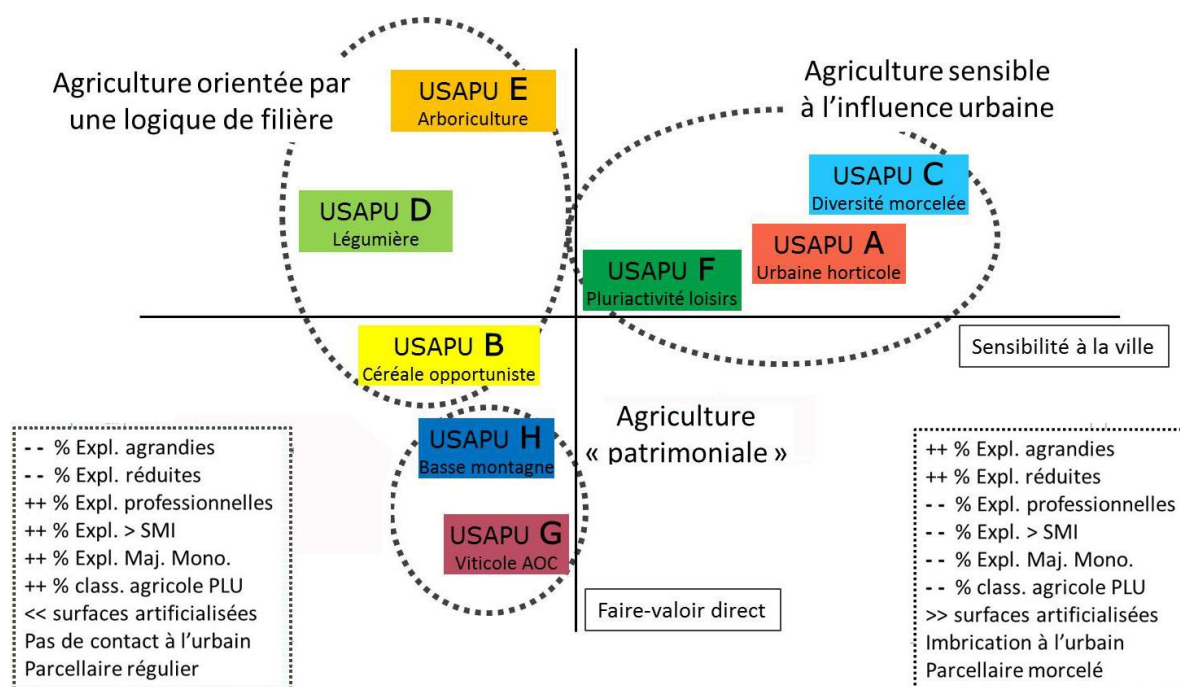 Agriculture orientée par
une logique de filière
USAPU E
Arboriculture
Agriculture sensible
à l'influence urbaine
USAPU C
Diversité morcelée
USAPU D
Légumière
USAPU A
Urbaine horticole
USAPU F
Pluriactivité loisirs
USAPU B
Céréale opportuniste
Sensibilité à la ville
Agriculture
« patrimoniale »
USAPU H
Basse montagne
USAPU G
Viticole AOC
Faire-valoir direct
-- % Expl. agrandies
-- % Expl. réduites
++ % Expl. professionnelles
++ % Expl. > SMI
++ % Expl. Maj. Mono.
++ % class. agricole PLU
<< surfaces artificialisées
Pas de contact à l'urbain
Parcellaire régulier
++ % Expl. agrandies
++ % Expl. réduites
-- % Expl. professionnelles
-- % Expl. > SMI
-- % Expl. Maj. Mono.
-- % class. agricole PLU
>> surfaces artificialisées
Imbrication à l'urbain
Parcellaire morcelé